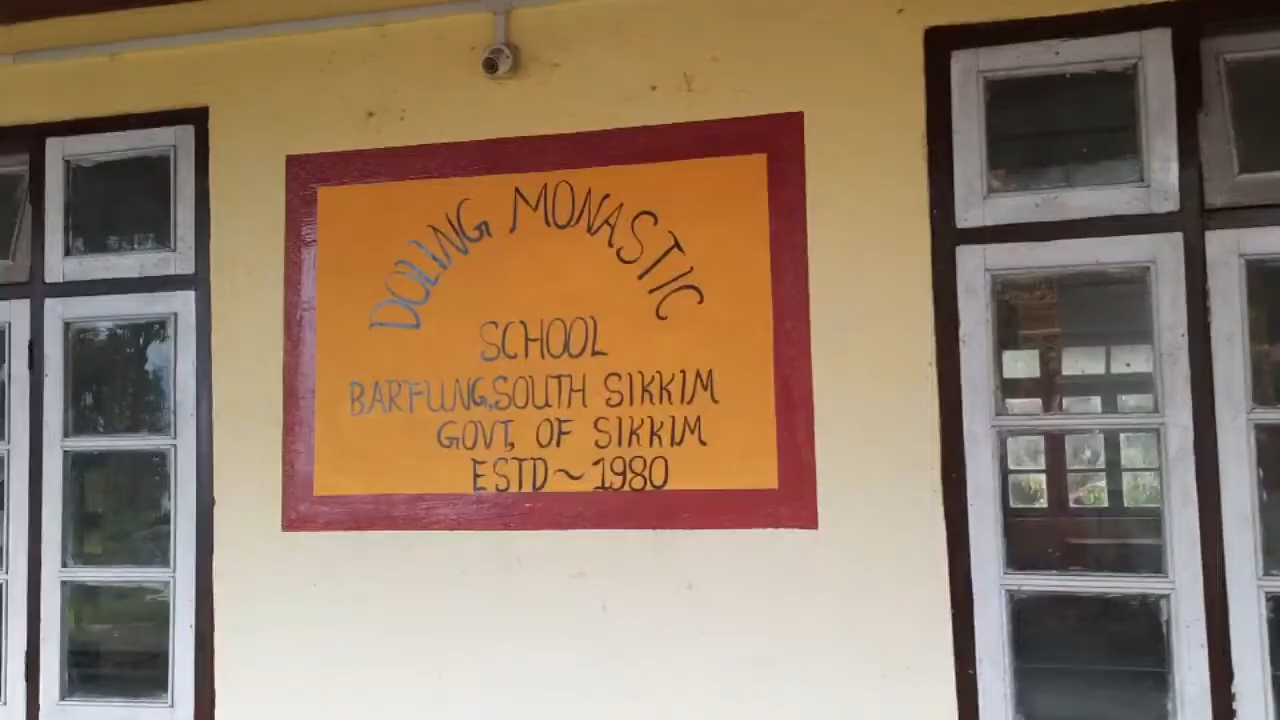 DOLING MONASTIC
SCHOOL
BARFUNG, SOUTH SIKKIM
GOVT, OF SIKKIM
ESTD ~ 1980